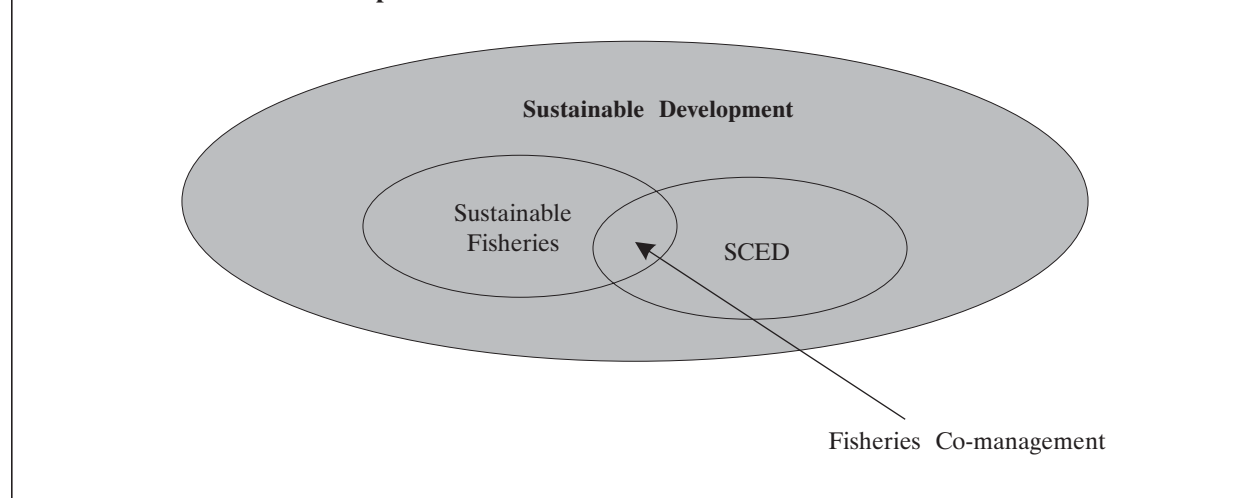 Sustainable Development
Sustainable
Fisheries
SCED
Fisheries Co-management